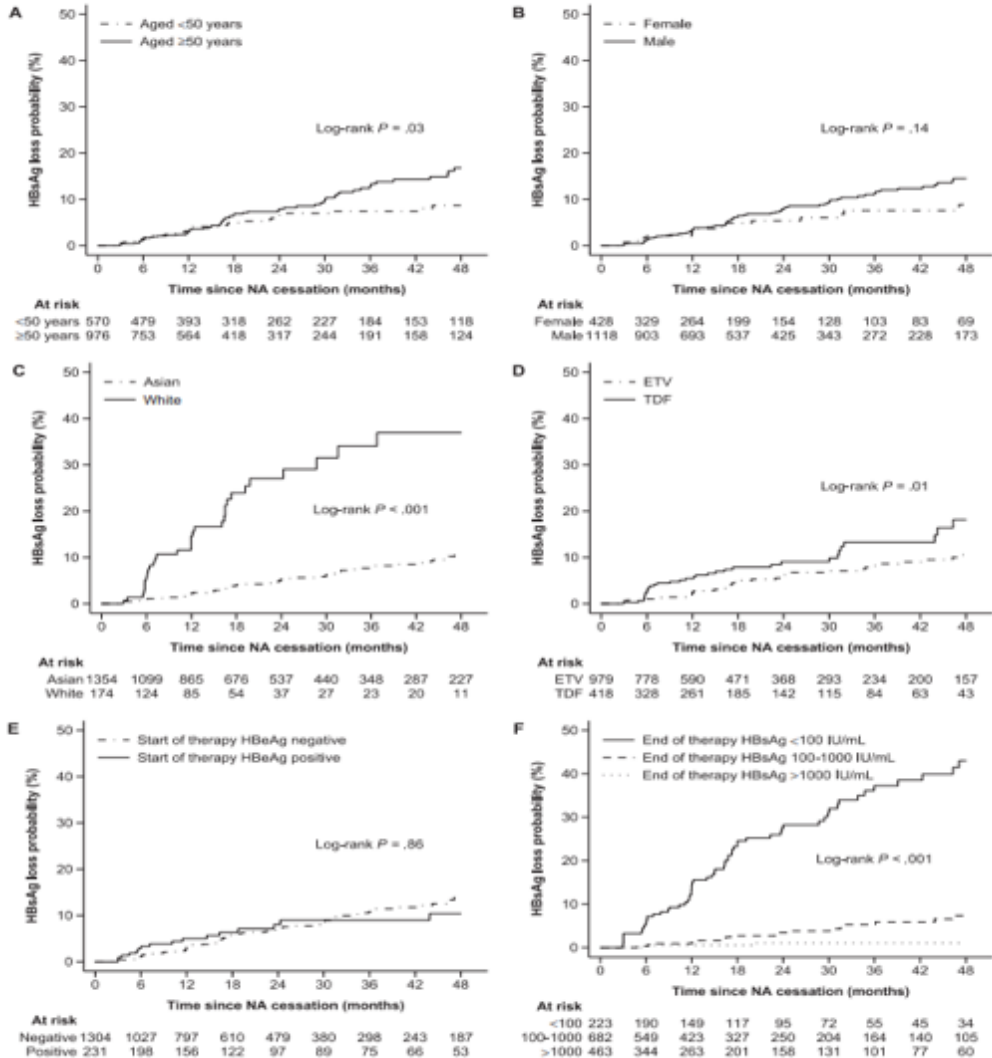 A
Aged <50 years
Aged ≥50 years
Log-rank P = .03
HBsAg loss probability (%)
50
40
30
20
10
0
0 6 12 18 24 30 36 42 48
Time since NA cessation (months)
At risk
<50 years 570 479 393 318 262 227 184 153 118
≥50 years 976 753 564 418 317 244 191 158 124
B
Female
Male
Log-rank P = .14
HBsAg loss probability (%)
50
40
30
20
10
0
0 6 12 18 24 30 36 42 48
Time since NA cessation (months)
At risk
Female 428 329 264 199 154 128 103 83 69
Male 1118 903 693 537 425 343 272 228 173
C
Asian
White
Log-rank P < .001
HBsAg loss probability (%)
50
40
30
20
10
0
0 6 12 18 24 30 36 42 48
Time since NA cessation (months)
At risk
Asian 1354 1099 865 676 537 440 348 287 227
White 174 124 85 54 37 27 23 20 11
D
ETV
TDF
Log-rank P = .01
HBsAg loss probability (%)
50
40
30
20
10
0
0 6 12 18 24 30 36 42 48
Time since NA cessation (months)
At risk
ETV 979 778 590 471 368 293 234 200 157
TDF 418 328 261 185 142 115 84 63 43
E
Start of therapy HBeAg negative
Start of therapy HBeAg positive
Log-rank P = .86
HBsAg loss probability (%)
50
40
30
20
10
0
0 6 12 18 24 30 36 42 48
Time since NA cessation (months)
At risk
Negative 1304 1027 797 610 479 380 298 243 187
Positive 231 198 156 122 97 89 75 66 53
F
End of therapy HBsAg <100 IU/mL
End of therapy HBsAg 100-1000 IU/mL
End of therapy HBsAg >1000 IU/mL
Log-rank P < .001
HBsAg loss probability (%)
50
40
30
20
10
0
0 6 12 18 24 30 36 42 48
Time since NA cessation (months)
At risk
<100 223 190 149 117 95 72 55 45 34
100-1000 682 549 423 327 250 204 164 140 105
>1000 463 344 263 201 158 131 101 77 60